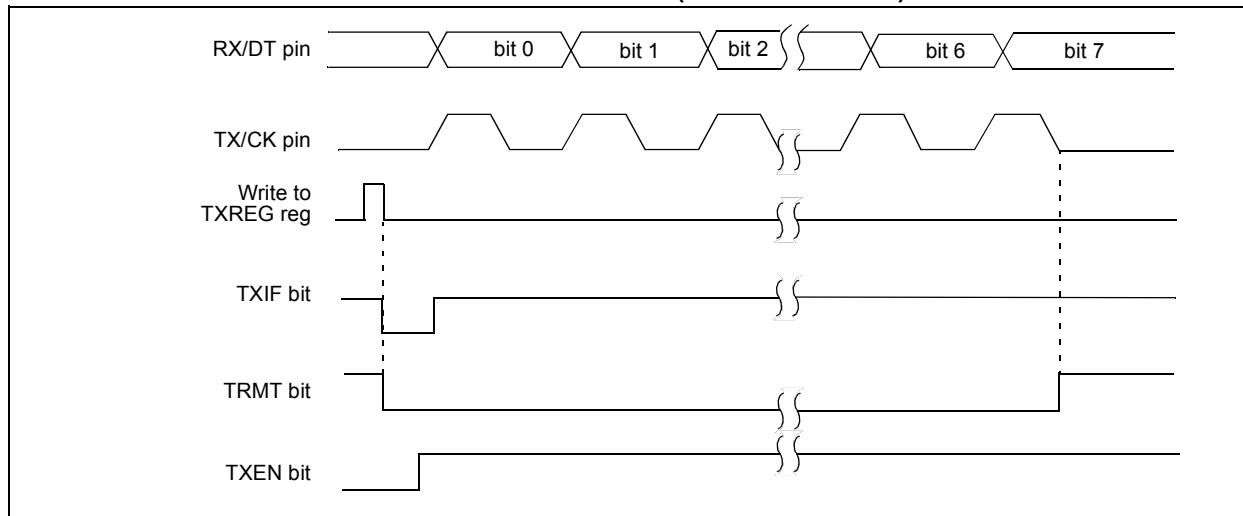 RX/DT pin
bit 0
bit 1
bit 2
bit 6
bit 7
TX/CK pin
Write to
TXREG reg
TXIF bit
TRMT bit
TXEN bit